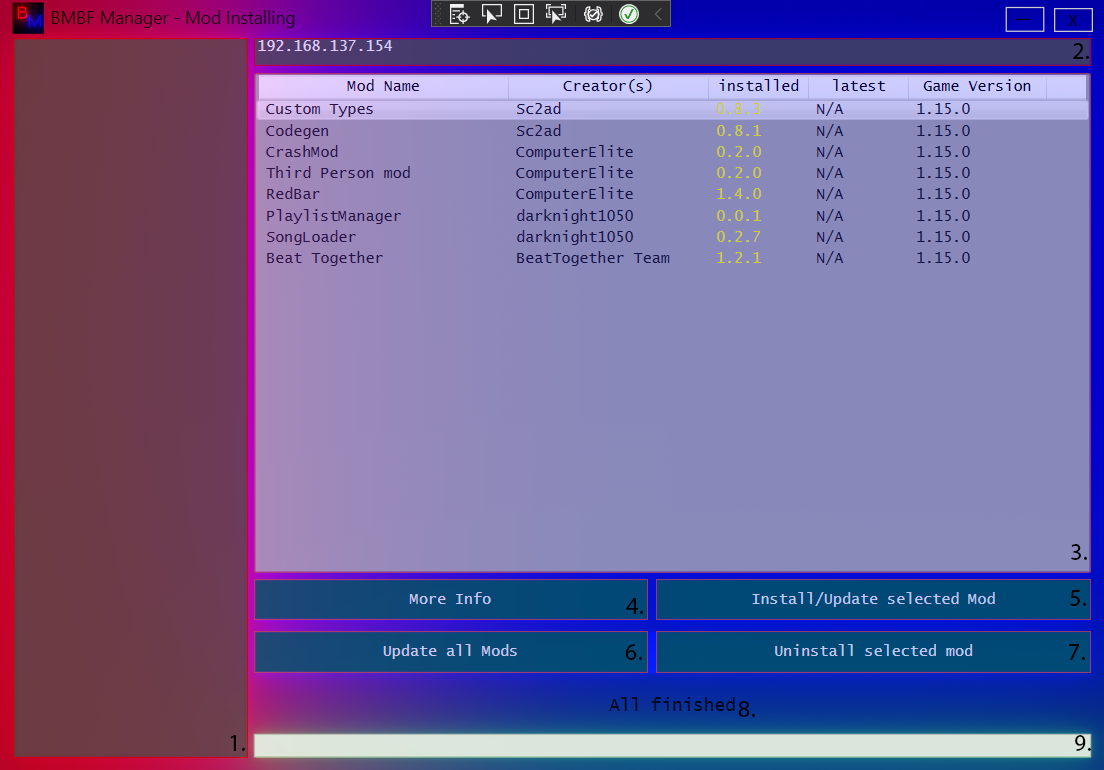 BM BMBF Manager - Mod Installing x
192.168.137.154 2.
Mod Name Creator(s) installed latest Game Version
Custom Types Sc2ad 0.8.3 N/A 1.15.0
Codegen Sc2ad 0.8.1 N/A 1.15.0
CrashMod ComputerElite 0.2.0 N/A 1.15.0
Third Person mod ComputerElite 0.2.0 N/A 1.15.0
RedBar ComputerElite 1.4.0 N/A 1.15.0
PlaylistManager darknight1050 0.0.1 N/A 1.15.0
SongLoader darknight1050 0.2.7 N/A 1.15.0
Beat Together BeatTogether Team 1.2.1 N/A 1.15.0
3.
More Info 4. Install/Update selected Mod 5.
Update all Mods 6. Uninstall selected mod 7.
All finished 8.
1. 9.